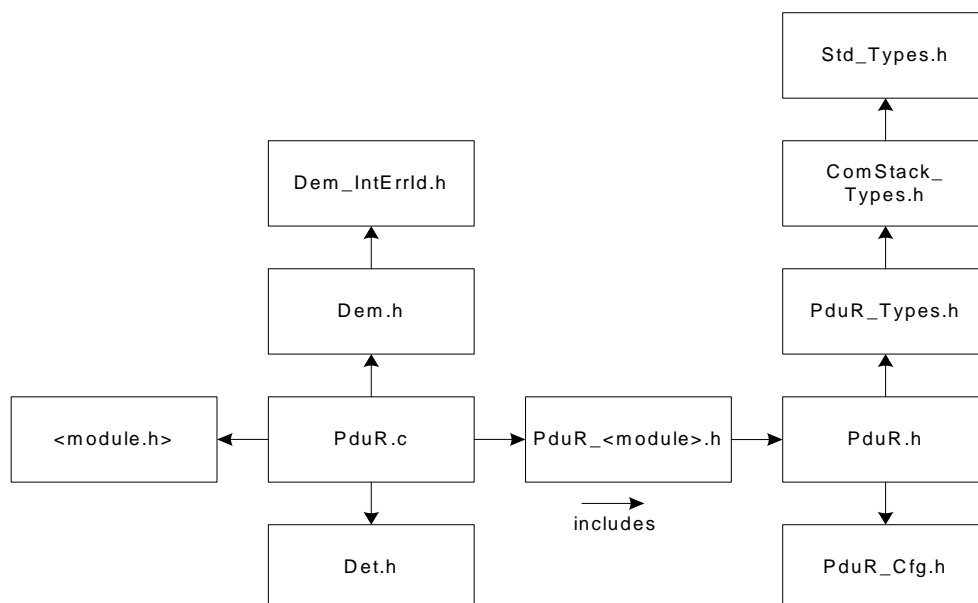 Std_Types.h
Dem_IntErrId.h
ComStack_
Types.h
Dem.h
PduR_Types.h
<module.h>
PduR.c
PduR_<module>.h
PduR.h
includes
Det.h
PduR_Cfg.h